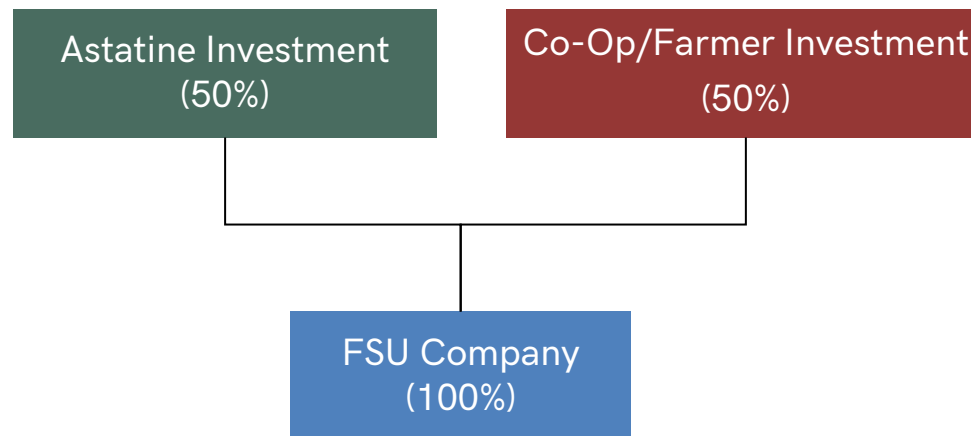 Astatine Investment
(50%)
Co-Op/Farmer Investment
(50%)
FSU Company
(100%)